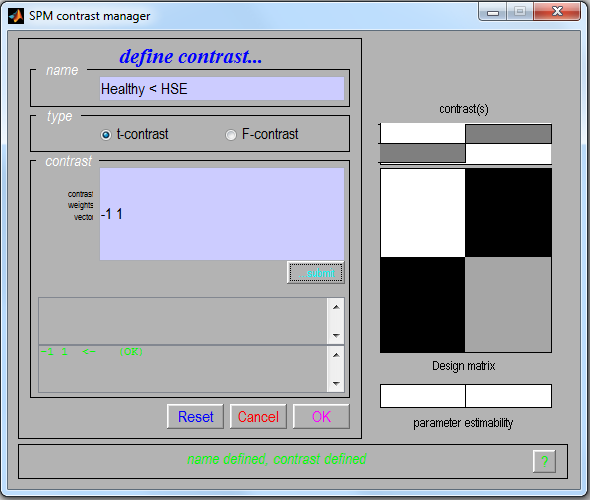 SPM contrast manager
define contrast...
name
Healthy < HSE
type
t-contrast
F-contrast
contrast
contrast
weights
vector
-1 1
...submit
-1 1 <- (OK)
Reset
Cancel
OK
name defined, contrast defined
?
contrast(s)
Design matrix
parameter estimability